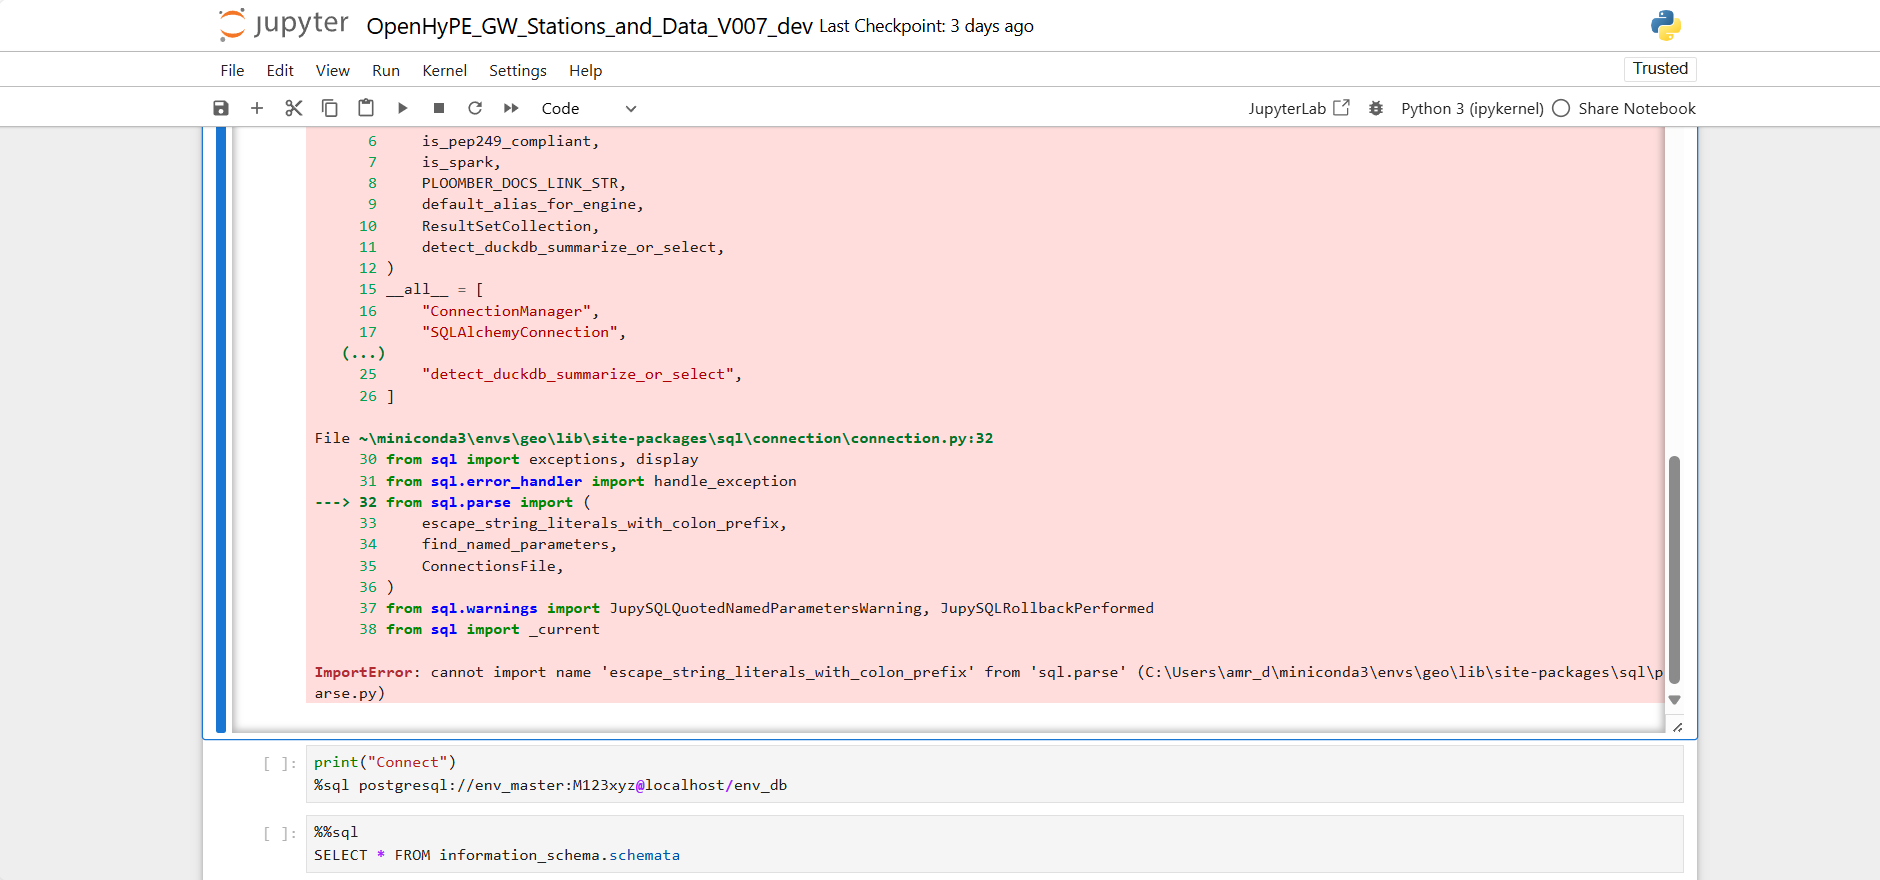 jupyter OpenHyPE_GW_Stations_and_Data_V007_dev Last Checkpoint: 3 days ago
File Edit View Run Kernel Settings Help Trusted
Code JupyterLab Python 3 (ipykernel) Share Notebook
6 is_pep249_compliant,
7 is_spark,
8 PLOOMBER_DOCS_LINK_STR,
9 default_alias_for_engine,
10 ResultSetCollection,
11 detect_duckdb_summarize_or_select,
12 )
15 __all__ = [
16 "ConnectionManager",
17 "SQLAlchemyConnection",
(...)
25 "detect_duckdb_summarize_or_select",
26 ]
File ~\miniconda3\envs\geo\lib\site-packages\sql\connection\connection.py:32
30 from sql import exceptions, display
31 from sql.error_handler import handle_exception
---> 32 from sql.parse import (
33 escape_string_literals_with_colon_prefix,
34 find_named_parameters,
35 ConnectionsFile,
36 )
37 from sql.warnings import JupySQLQuotedNamedParametersWarning, JupySQLRollbackPerformed
38 from sql import _current
ImportError: cannot import name 'escape_string_literals_with_colon_prefix' from 'sql.parse' (C:\Users\amr_d\miniconda3\envs\geo\lib\site-packages\sql\p
arse.py)
[ ]: print("Connect")
%sql postgresql://env_master:M123xyz@localhost/env_db
[ ]: %%sql
SELECT * FROM information_schema.schemata